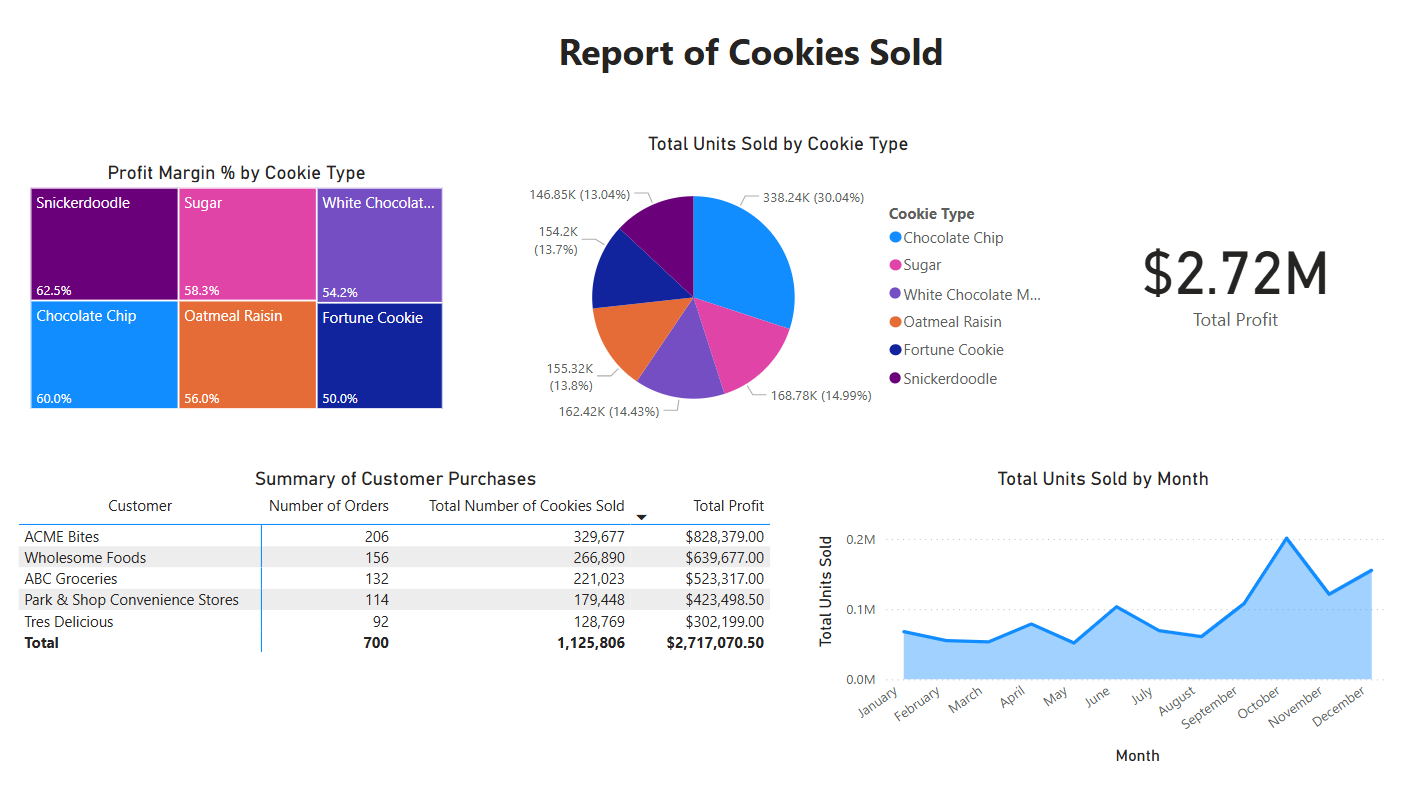 Report of Cookies Sold
Profit Margin % by Cookie Type
Snickerdoodle
62.5%
Sugar
58.3%
White Chocolat...
54.2%
Chocolate Chip
60.0%
Oatmeal Raisin
56.0%
Fortune Cookie
50.0%
Total Units Sold by Cookie Type
146.85K (13.04%)
338.24K (30.04%)
154.2K
(13.7%)
155.32K
(13.8%)
162.42K (14.43%)
168.78K (14.99%)
Cookie Type
Chocolate Chip
Sugar
White Chocolate M...
Oatmeal Raisin
Fortune Cookie
Snickerdoodle
$2.72M
Total Profit
Summary of Customer Purchases
Customer Number of Orders Total Number of Cookies Sold Total Profit
ACME Bites 206 329,677 $828,379.00
Wholesome Foods 156 266,890 $639,677.00
ABC Groceries 132 221,023 $523,317.00
Park & Shop Convenience Stores 114 179,448 $423,498.50
Tres Delicious 92 128,769 $302,199.00
Total 700 1,125,806 $2,717,070.50
Total Units Sold by Month
Total Units Sold
0.2M
0.1M
0.0M
January
February
March
April
May
June
July
August
September
October
November
December
Month